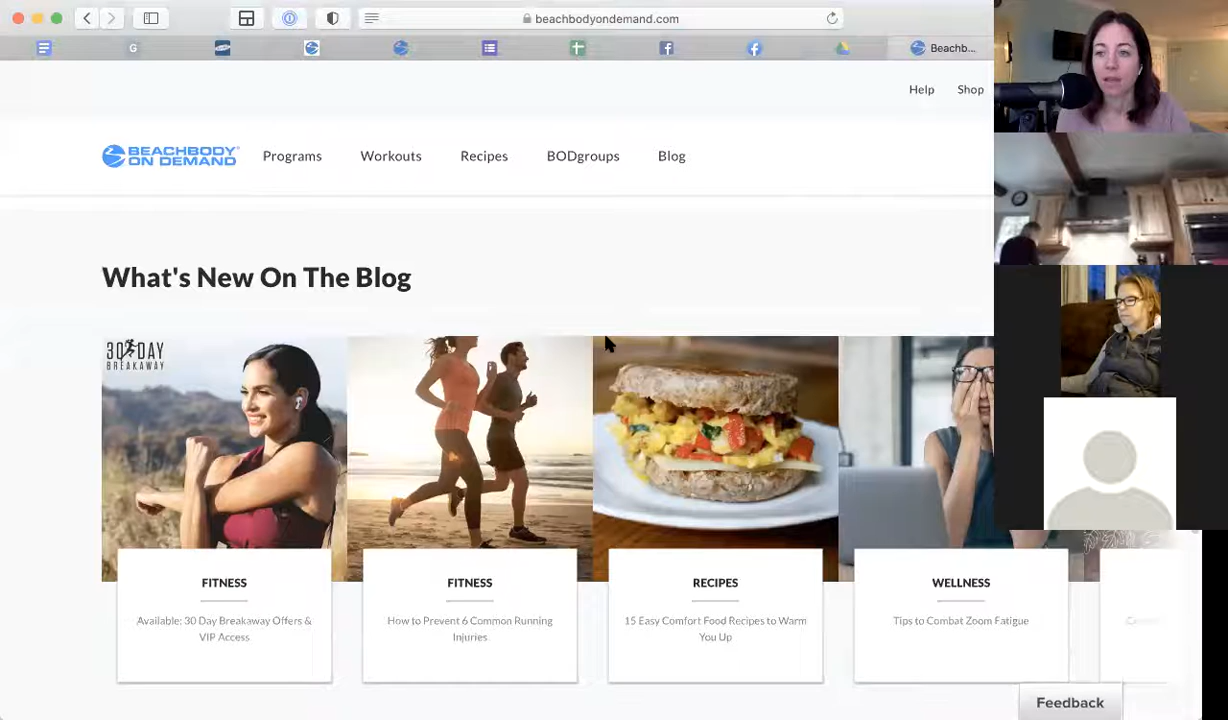 beachbodyondemand.com
G
Beachb...
Help
Shop
BEACHBODY
ON DEMAND
Programs
Workouts
Recipes
BODgroups
Blog
What's New On The Blog
30 DAY
BREAKAWAY
FITNESS
Available: 30 Day Breakaway Offers &
VIP Access
FITNESS
How to Prevent 6 Common Running
Injuries
RECIPES
15 Easy Comfort Food Recipes to Warm
You Up
WELLNESS
Tips to Combat Zoom Fatigue
Feedback